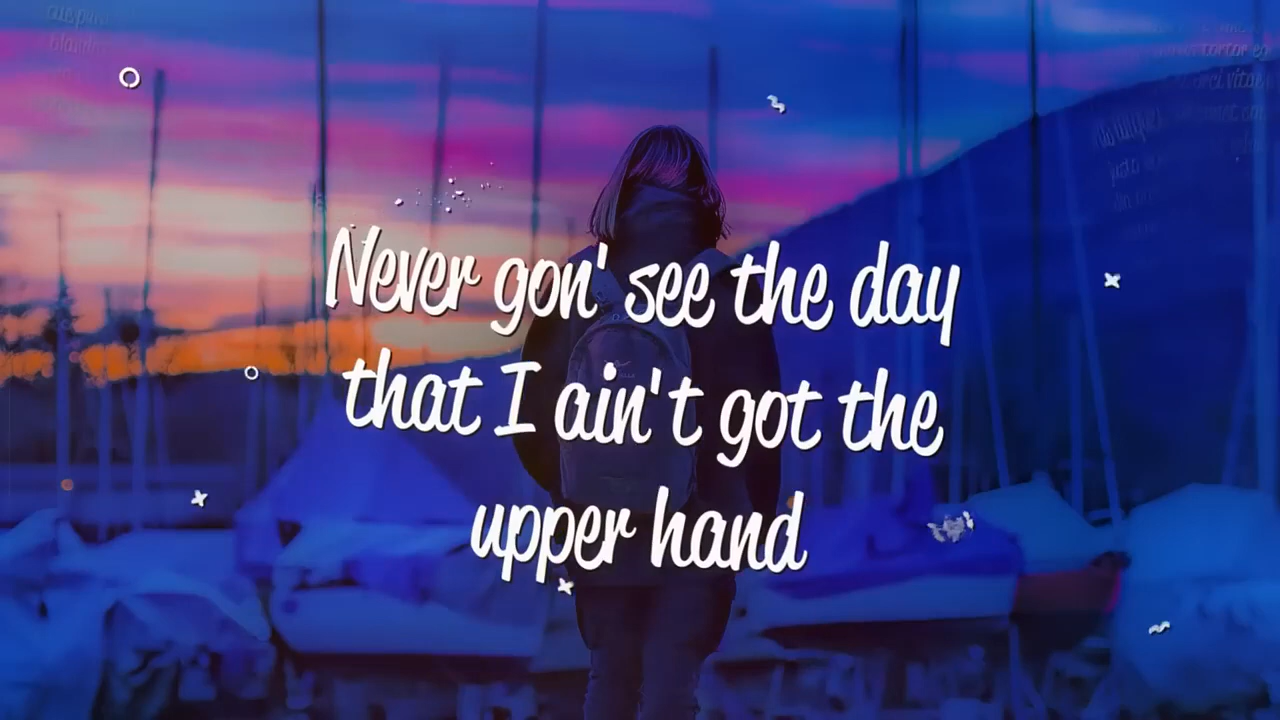 Never gon' see the day
that I ain't got the
upper hand